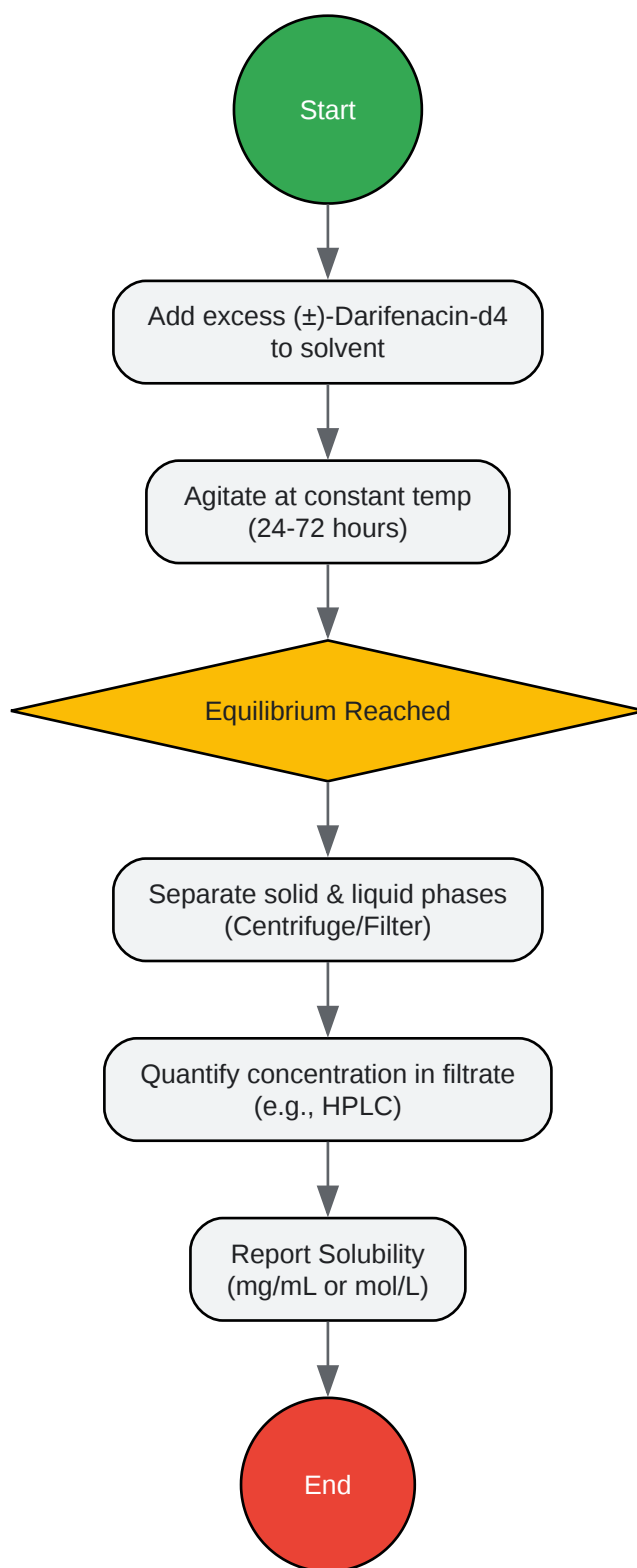 Start
Add excess (±)-Darifenacin-d4
to solvent
Agitate at constant temp
(24-72 hours)
Equilibrium Reached
Separate solid & liquid phases
(Centrifuge/Filter)
Quantify concentration in filtrate
(e.g., HPLC)
Report Solubility
(mg/mL or mol/L)
End